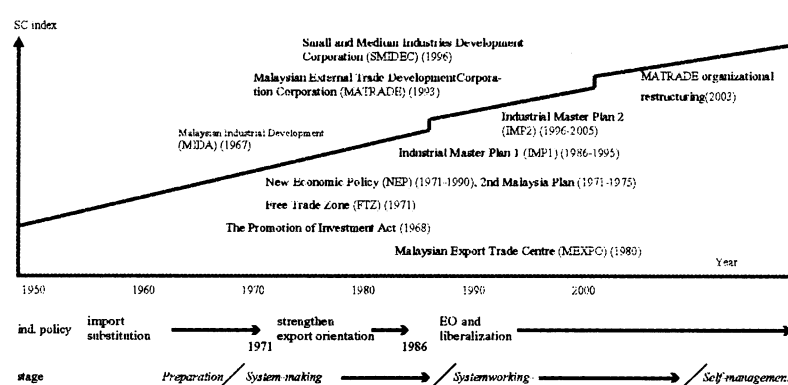 SC index
Small and Medium Industries Development
Corporation (SMIDEC) (1996)
Malaysian External Trade DevelopmentCorpora-
tion Corporation (MATRADE) (1993)
MATRADE organizational
restructuring(2003)
Industrial Master Plan 2
(IMP2) (1996-2005)
Malaysian Industrial Development
(MIDA) (1967)
Industrial Master Plan 1 (IMP1) (1986-1995)
New Economic Policy (NEP) (1971-1990), 2nd Malaysia Plan (1971-1975)
Free Trade Zone (FTZ) (1971)
The Promotion of Investment Act (1968)
Malaysian Export Trade Centre (MEXPO) (1980)
Year
1950 1960 1970 1980 1990 2000
ind. policy import substitution 1971 strengthen export orientation 1986 EO and liberalization
stage Preparation / System-making / Systemworking / Self-management